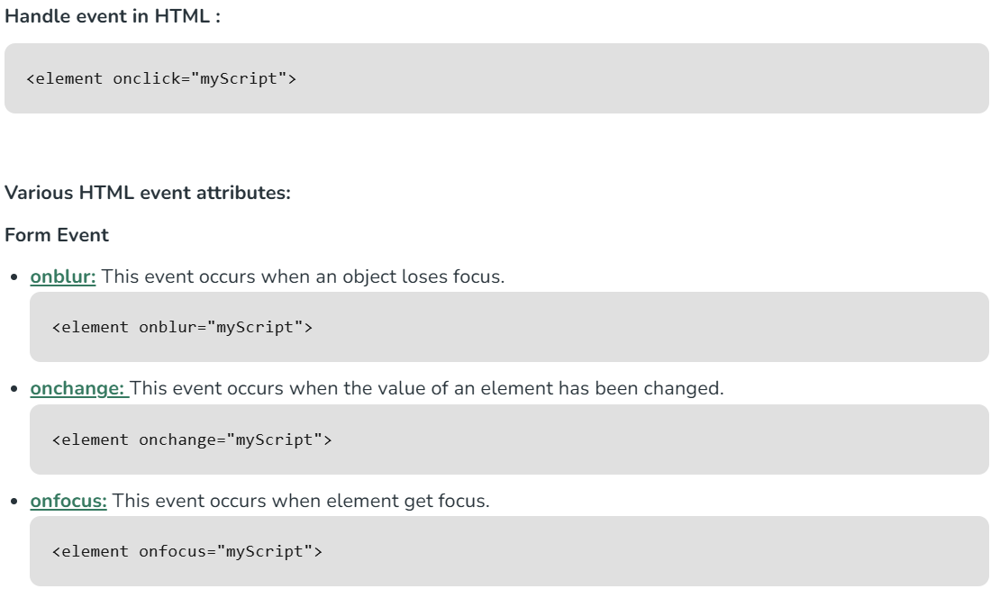 Handle event in HTML :
<element onclick="myScript">
Various HTML event attributes:
Form Event
• onblur: This event occurs when an object loses focus.
<element onblur="myScript">
• onchange: This event occurs when the value of an element has been changed.
<element onchange="myScript">
• onfocus: This event occurs when element get focus.
<element onfocus="myScript">